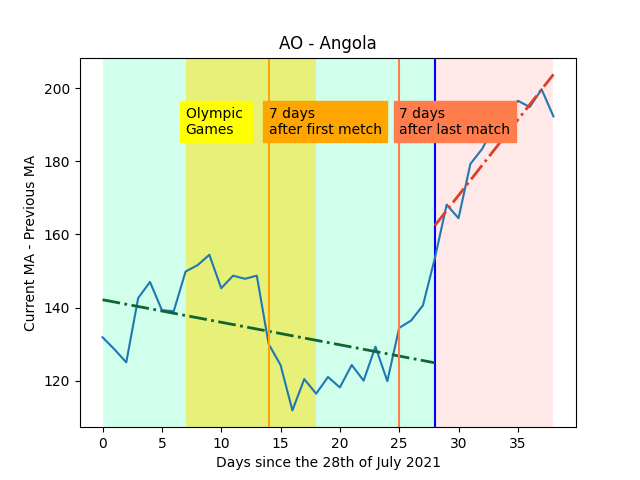 AO - Angola
Current MA - Previous MA
200
180
160
140
120
Olympic
Games
7 days
after first metch
7 days
after last match
0
5
10
15
20
25
30
35
Days since the 28th of July 2021